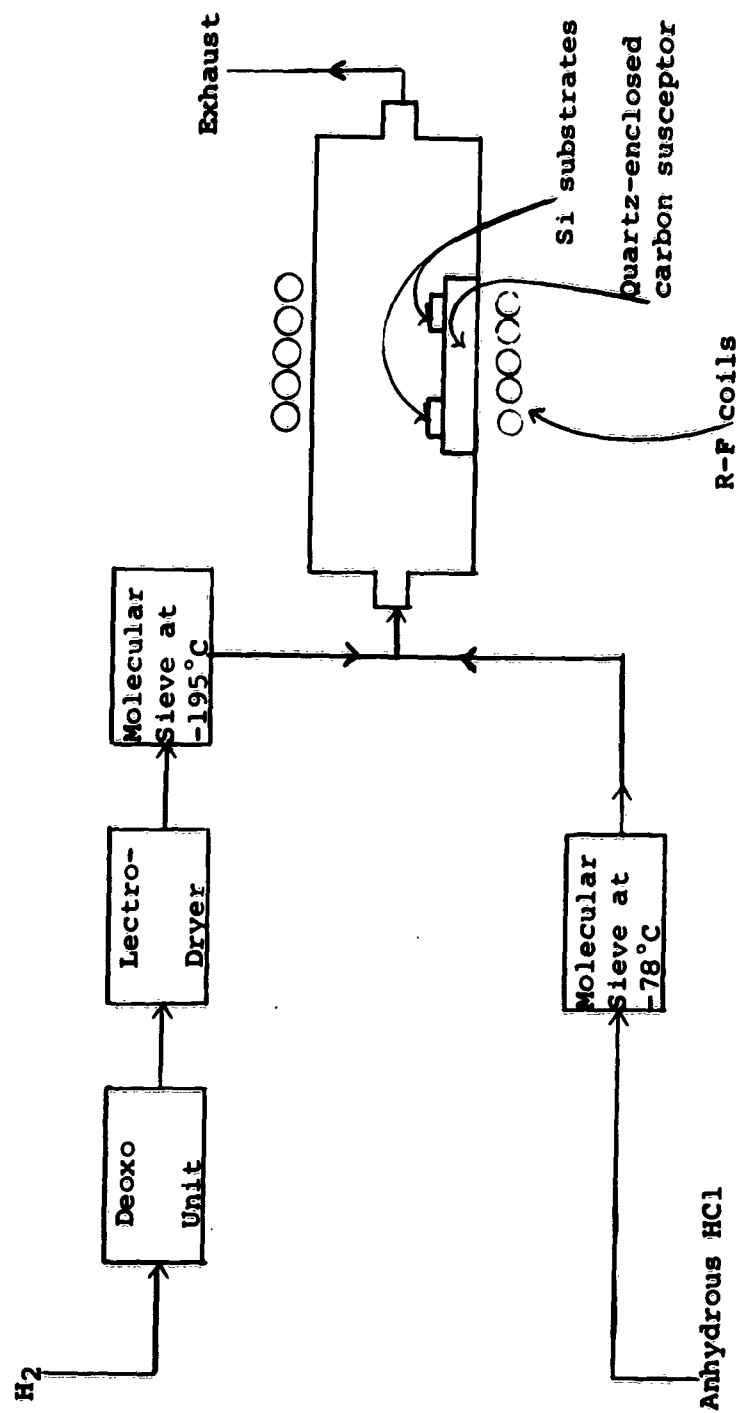 H2
Deoxo
Unit
Lectro-
Dryer
Molecular
Sieve at
-195°C
Exhaust
Anhydrous HCl
Molecular
Sieve at
-78°C
Si substrates
Quartz-enclosed
carbon susceptor
R-F coils